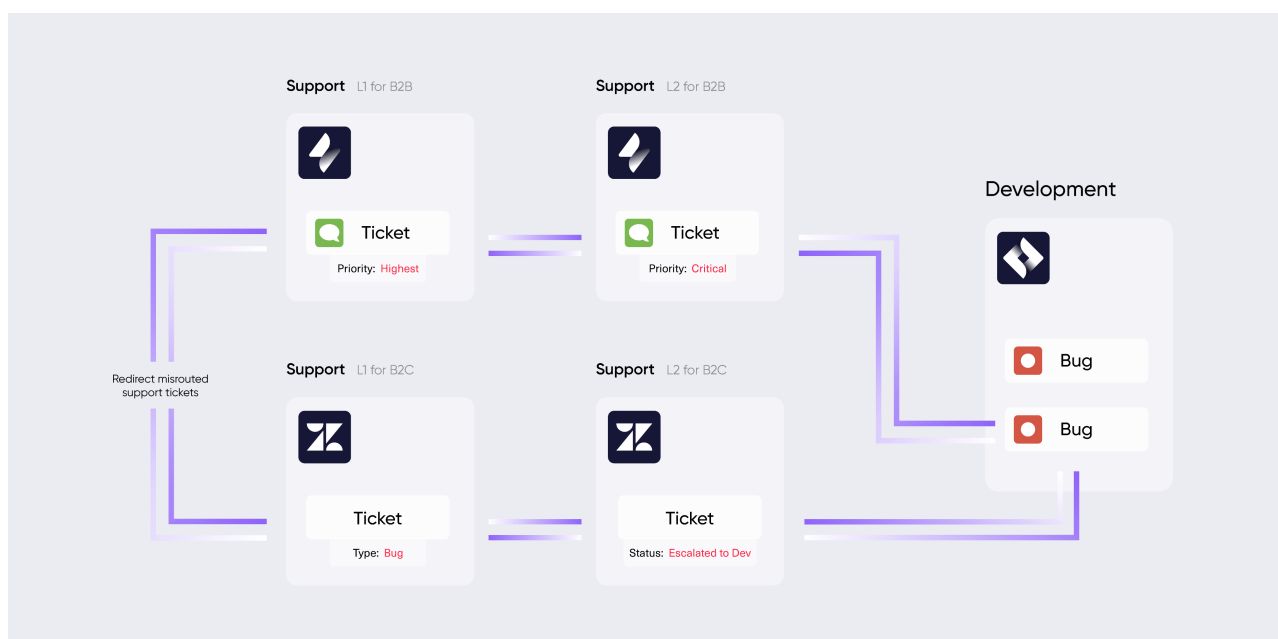 Support L1 for B2B
Support L2 for B2B
Ticket
Priority: Highest
Ticket
Priority: Critical
Development
Bug
Bug
Redirect misrouted
support tickets
Support L1 for B2C
Support L2 for B2C
Ticket
Type: Bug
Ticket
Status: Escalated to Dev